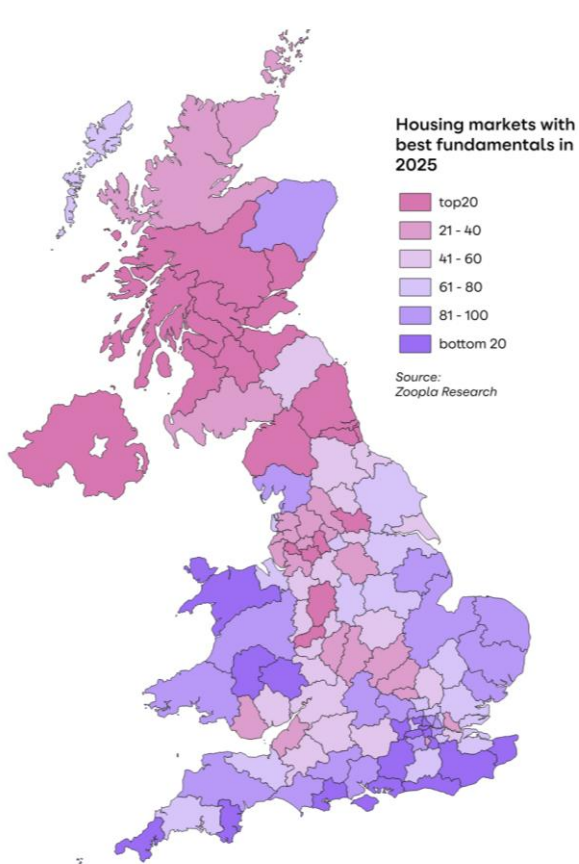 Housing markets with
best fundamentals in
2025
top20
21 - 40
41 - 60
61 - 80
81 - 100
bottom 20
Source:
Zoopla Research